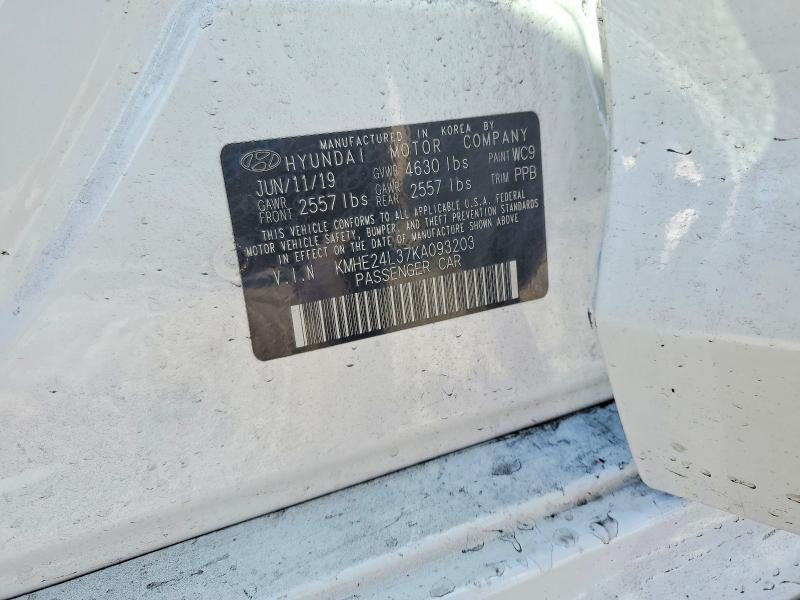 MANUFACTURED IN KOREA BY
HYUNDAI MOTOR COMPANY
JUN/11/19 GVWR 4630 lbs PAINT WC9
GAWR FRONT 2557 lbs GAWR REAR 2557 lbs TRIM PPB
THIS VEHICLE CONFORMS TO ALL APPLICABLE U.S.A. FEDERAL
MOTOR VEHICLE SAFETY, BUMPER, AND THEFT PREVENTION STANDARDS
IN EFFECT ON THE DATE OF MANUFACTURE SHOWN ABOVE.
V.I.N KMHE24L37KA093203
PASSENGER CAR